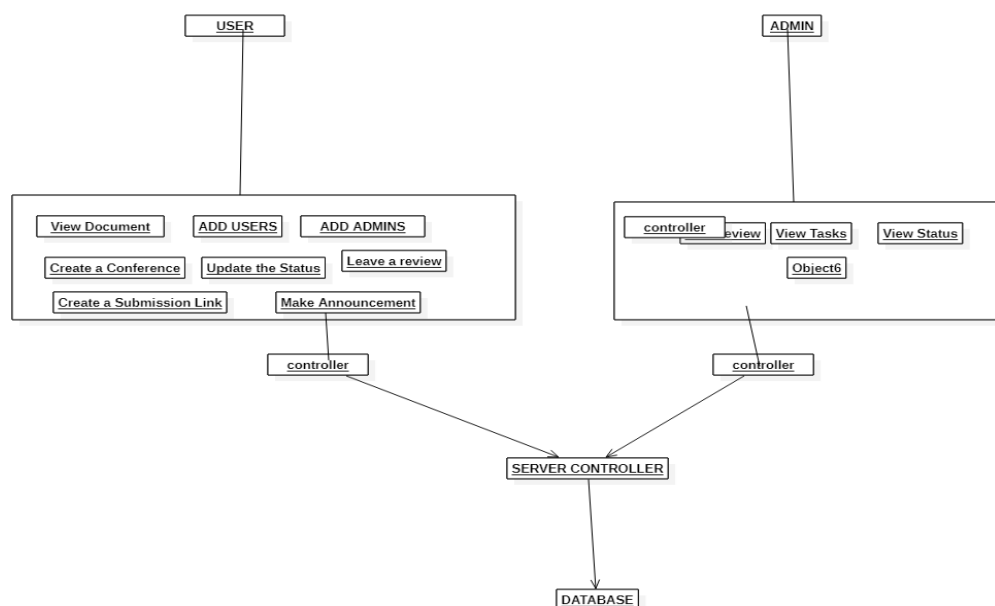 USER
ADMIN
View Document
ADD USERS
ADD ADMINS
controller
View Tasks
View Status
Create a Conference
Update the Status
Leave a review
Object6
Create a Submission Link
Make Announcement
controller
controller
SERVER CONTROLLER
DATABASE